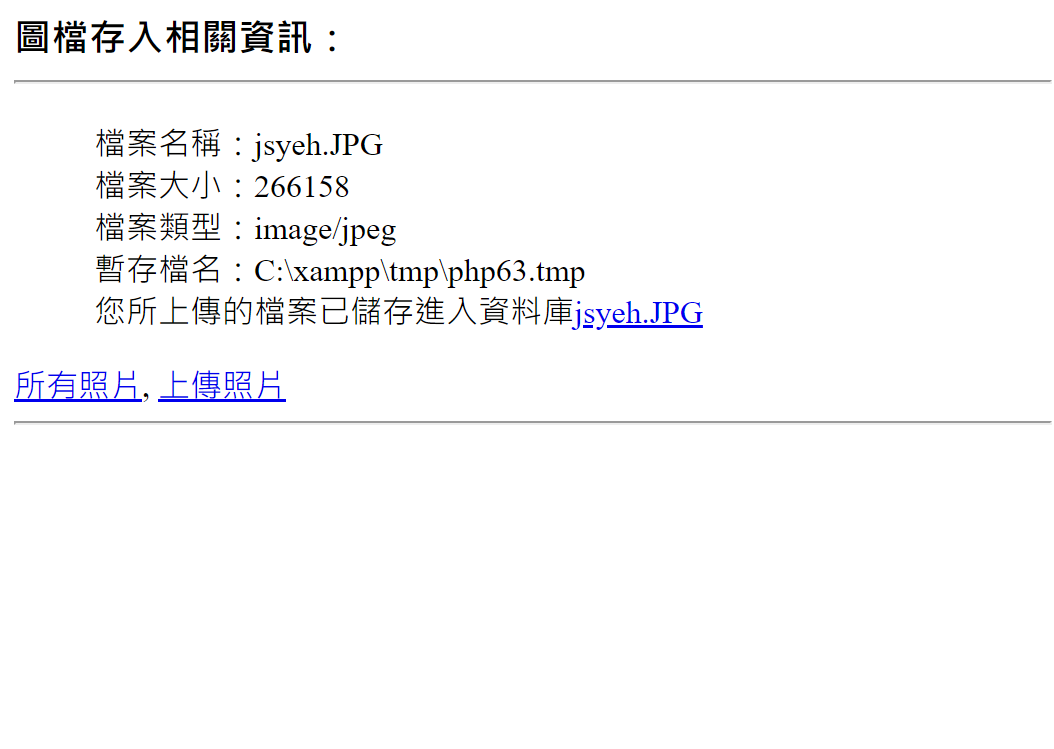 圖檔存入相關資訊：
檔案名稱：jsyeh.JPG
檔案大小：266158
檔案類型：image/jpeg
暫存檔名：C:\xampp\tmp\php63.tmp
您所上傳的檔案已儲存進入資料庫jsyeh.JPG
所有照片, 上傳照片